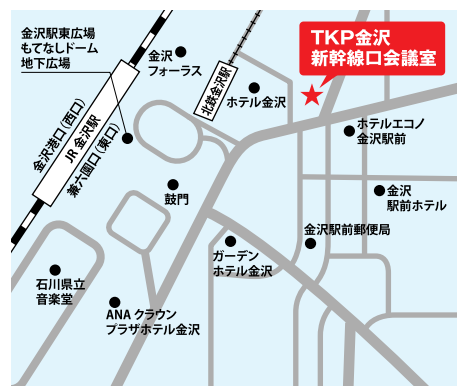 金沢駅東広場
もてなしドーム
地下広場
金沢
フォーラス
TKP金沢
新幹線口会議室
北鉄金沢駅
ホテル金沢
金沢港口(西口)
JR 金沢駅
兼六園口(東口)
ホテルエコノ
金沢駅前
鼓門
金沢
駅前ホテル
金沢駅前郵便局
ガーデン
ホテル金沢
石川県立
音楽堂
ANA クラウン
プラザホテル金沢